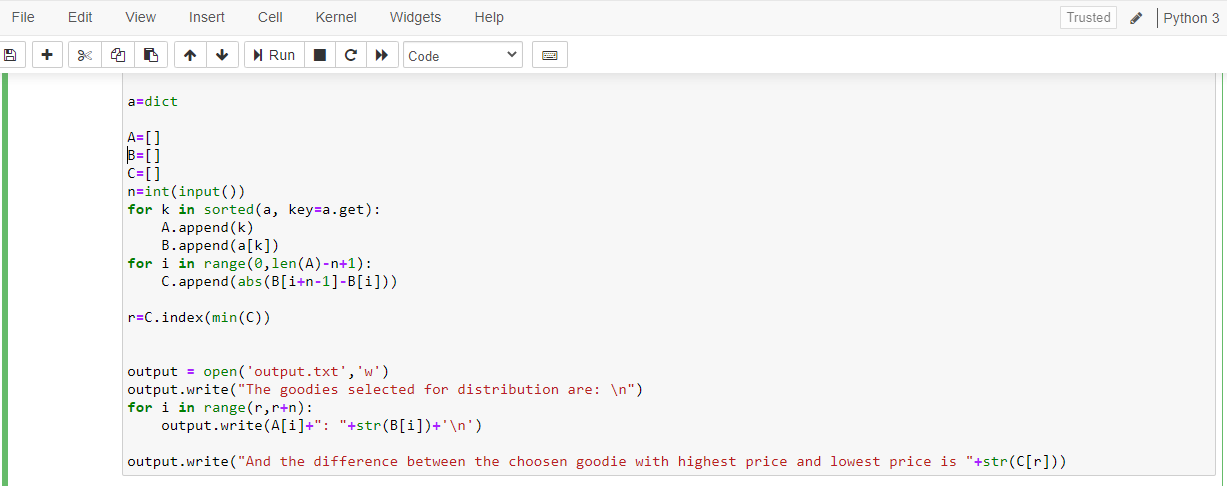 File Edit View Insert Cell Kernel Widgets Help Trusted Python 3
Run Code
a=dict
A=[]
B=[]
C=[]
n=int(input())
for k in sorted(a, key=a.get):
    A.append(k)
    B.append(a[k])
for i in range(0,len(A)-n+1):
    C.append(abs(B[i+n-1]-B[i]))
r=C.index(min(C))
output = open('output.txt','w')
output.write("The goodies selected for distribution are: \n")
for i in range(r,r+n):
    output.write(A[i]+": "+str(B[i])+'\n')
output.write("And the difference between the choosen goodie with highest price and lowest price is "+str(C[r]))